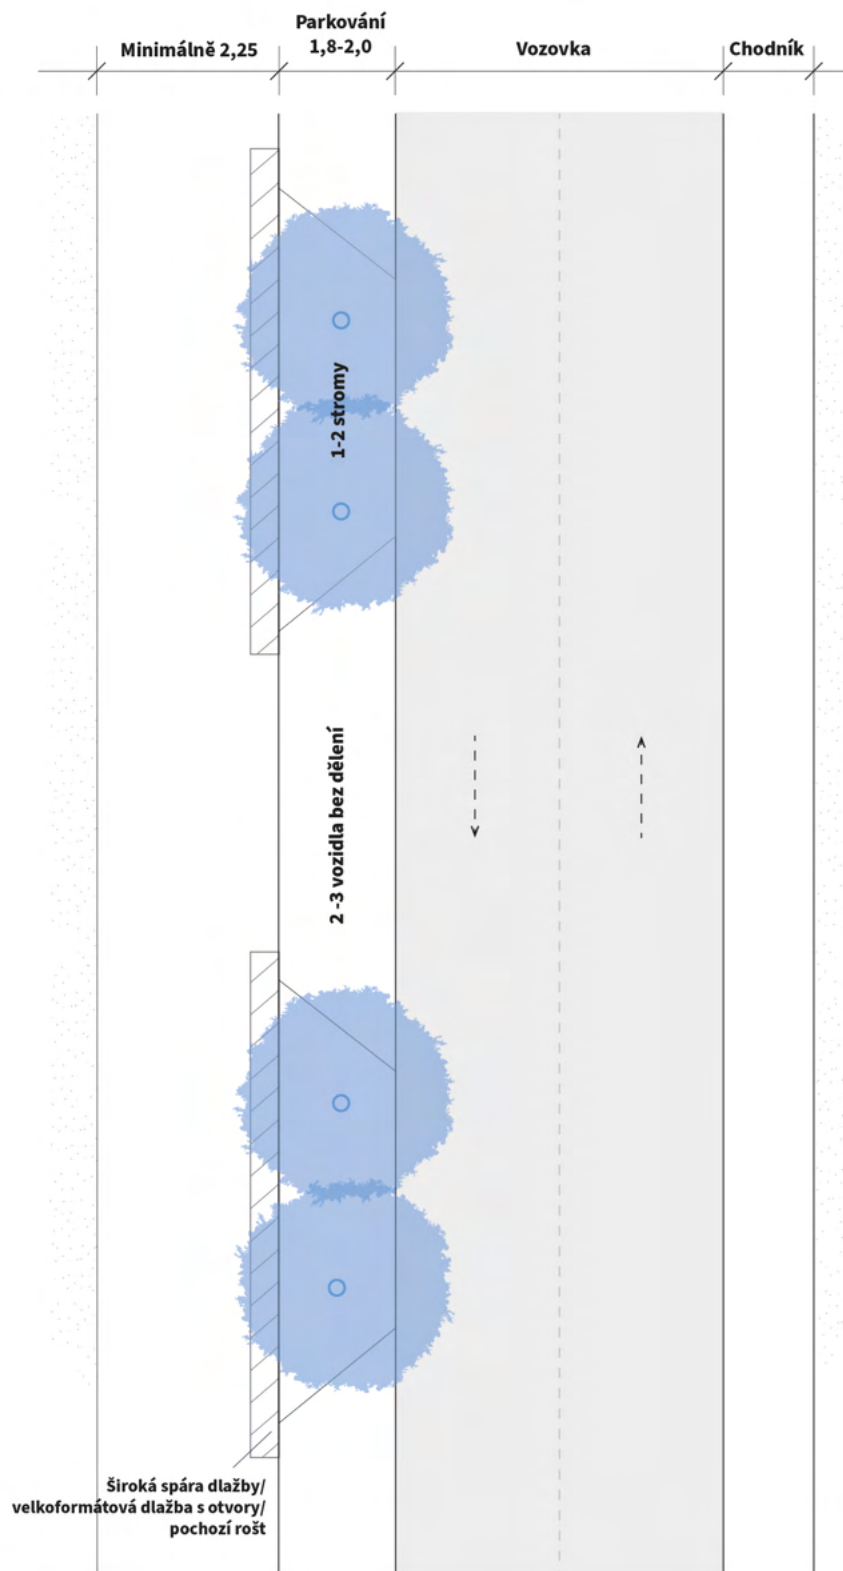 Parkování
Minimálně 2,25
1,8-2,0
Vozovka
Chodník
1-2 stromy
2 -3 vozidla bez dělení
Široká spára dlažby/
velkoformátová dlažba s otvory/
pochozí rošt